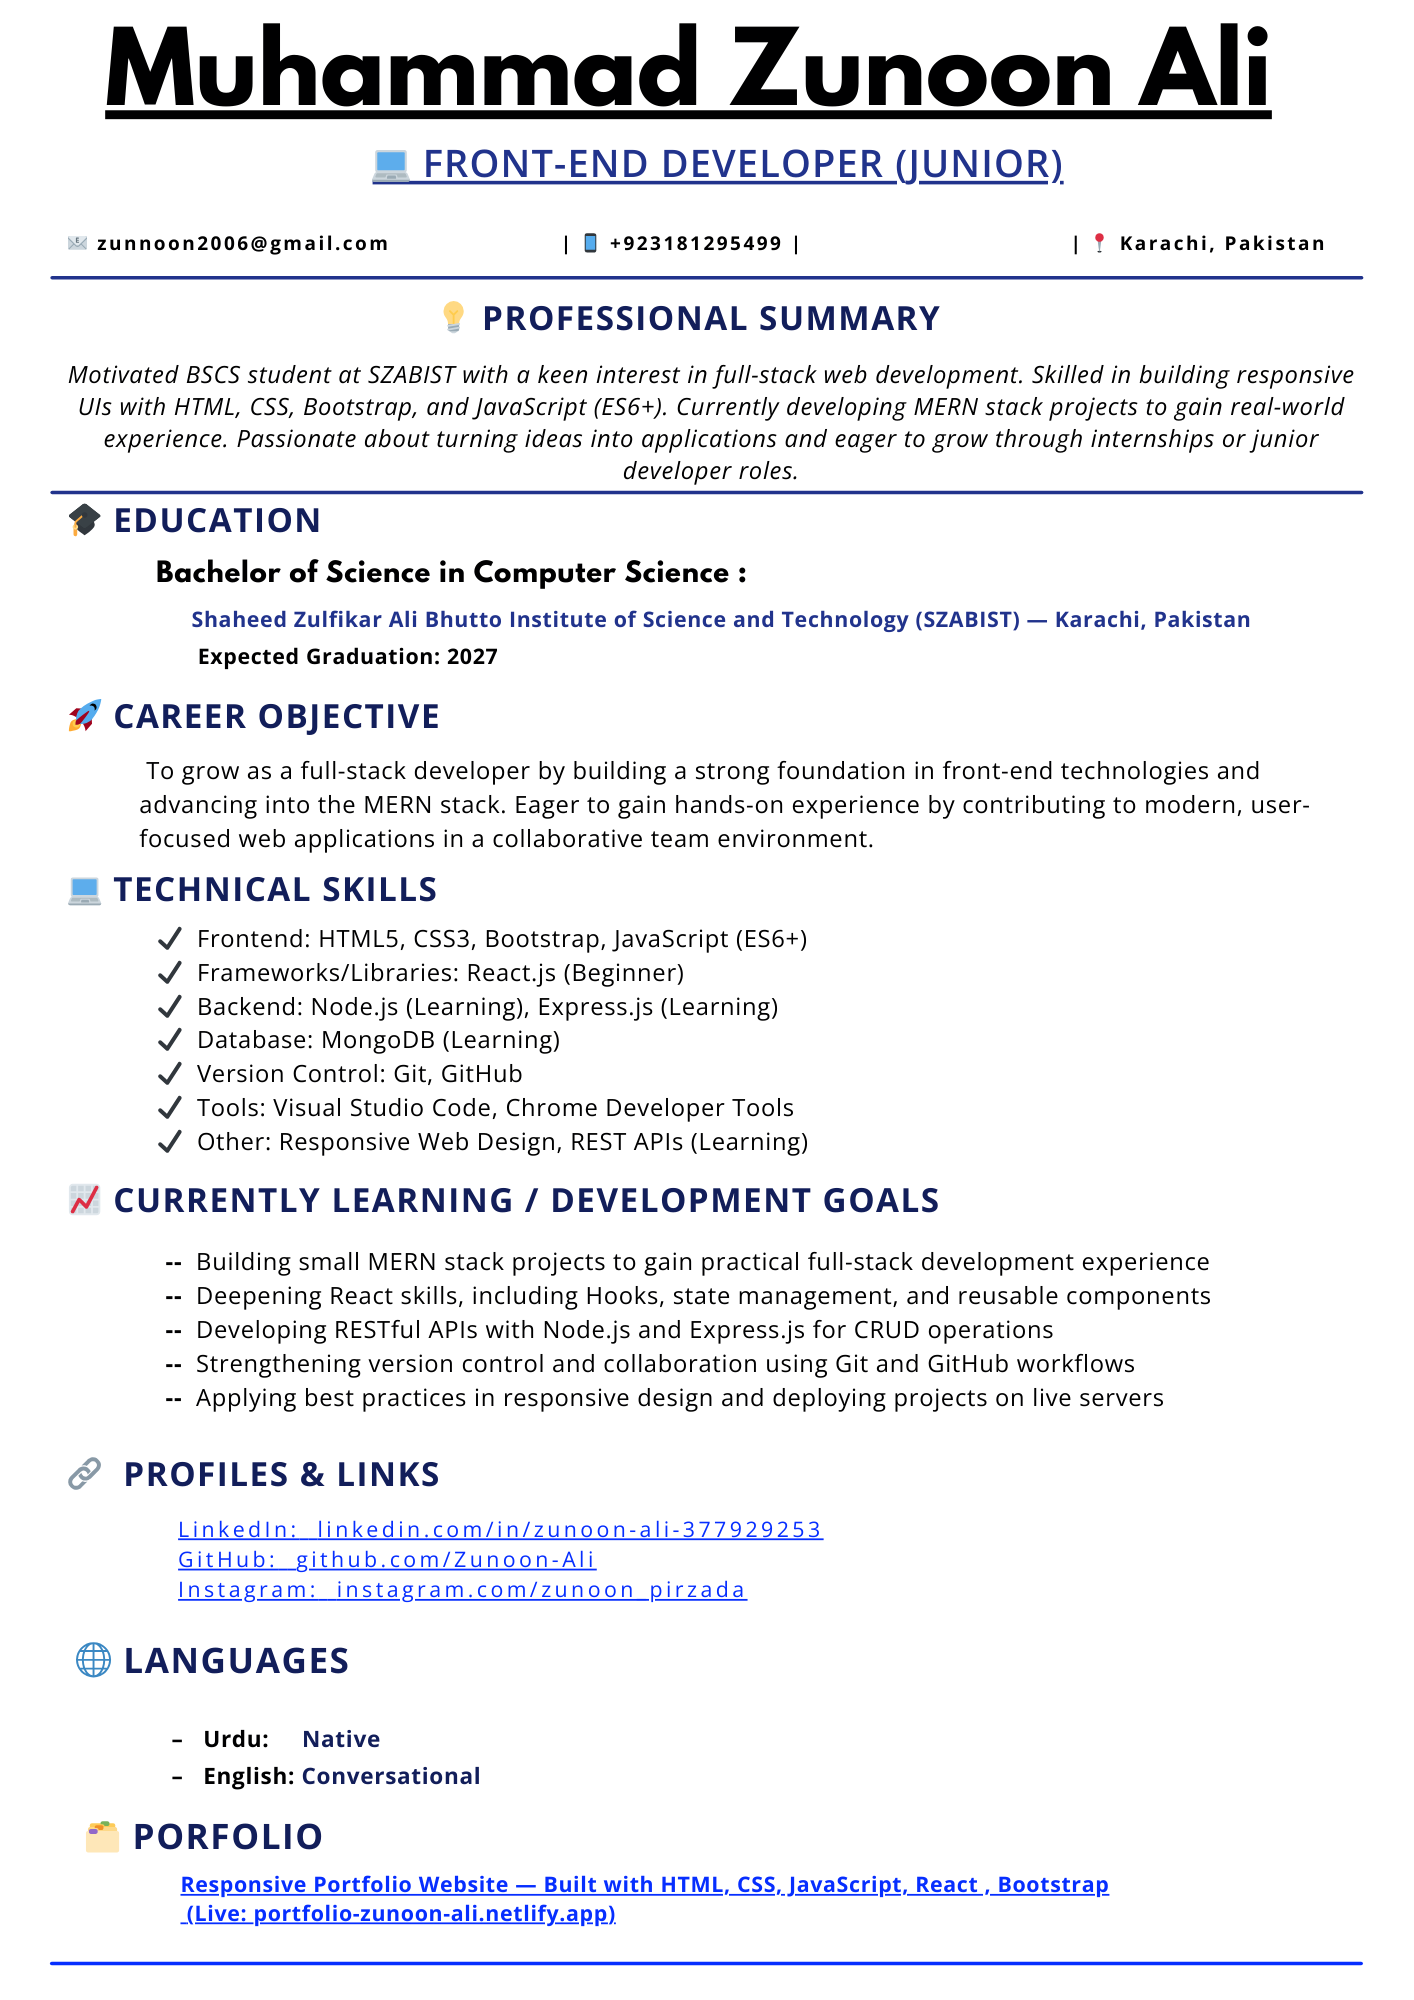 Muhammad Zunoon Ali
💻 FRONT-END DEVELOPER (JUNIOR)
📧 zunnoon2006@gmail.com | 📱 +923181295499 | | 📍 Karachi, Pakistan
💡 PROFESSIONAL SUMMARY
Motivated BSCS student at SZABIST with a keen interest in full-stack web development. Skilled in building responsive
UIs with HTML, CSS, Bootstrap, and JavaScript (ES6+). Currently developing MERN stack projects to gain real-world
experience. Passionate about turning ideas into applications and eager to grow through internships or junior
developer roles.
🎓 EDUCATION
Bachelor of Science in Computer Science :
Shaheed Zulfikar Ali Bhutto Institute of Science and Technology (SZABIST) — Karachi, Pakistan
Expected Graduation: 2027
🚀 CAREER OBJECTIVE
To grow as a full-stack developer by building a strong foundation in front-end technologies and
advancing into the MERN stack. Eager to gain hands-on experience by contributing to modern, user-
focused web applications in a collaborative team environment.
💻 TECHNICAL SKILLS
✔ Frontend: HTML5, CSS3, Bootstrap, JavaScript (ES6+)
✔ Frameworks/Libraries: React.js (Beginner)
✔ Backend: Node.js (Learning), Express.js (Learning)
✔ Database: MongoDB (Learning)
✔ Version Control: Git, GitHub
✔ Tools: Visual Studio Code, Chrome Developer Tools
✔ Other: Responsive Web Design, REST APIs (Learning)
📈 CURRENTLY LEARNING / DEVELOPMENT GOALS
-- Building small MERN stack projects to gain practical full-stack development experience
-- Deepening React skills, including Hooks, state management, and reusable components
-- Developing RESTful APIs with Node.js and Express.js for CRUD operations
-- Strengthening version control and collaboration using Git and GitHub workflows
-- Applying best practices in responsive design and deploying projects on live servers
🔗 PROFILES & LINKS
LinkedIn: linkedin.com/in/zunoon-ali-377929253
GitHub: github.com/Zunoon-Ali
Instagram: instagram.com/zunoon_pirzada
🌐 LANGUAGES
– Urdu: Native
– English: Conversational
🗂️ PORFOLIO
Responsive Portfolio Website — Built with HTML, CSS, JavaScript, React , Bootstrap
(Live: portfolio-zunoon-ali.netlify.app)